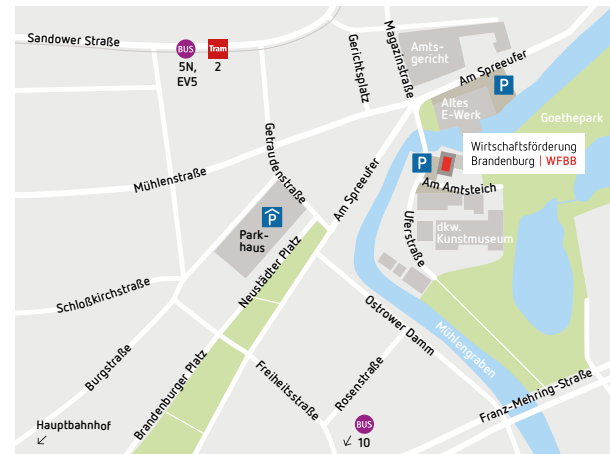 Sandower Straße
BUS
Tram
5N,
EV5
2
Gerichtsplatz
Magazinstraße
Amts-
gericht
Am Spreeufer
P
Altes
E-Werk
Goethepark
Wirtschaftsförderung
Brandenburg | WFBB
P
Am Amtsteich
Mühlenstraße
Getraudenstraße
Am Spreeufer
P
Park-
haus
Neustädter Platz
Uferstraße
dkw.
Kunstmuseum
Schloßkirchstraße
Ostrower Damm
Mühlengraben
Burgstraße
Brandenburger Platz
Freiheitsstraße
Rosenstraße
Franz-Mehring-Straße
Hauptbahnhof
↙
BUS
↙ 10